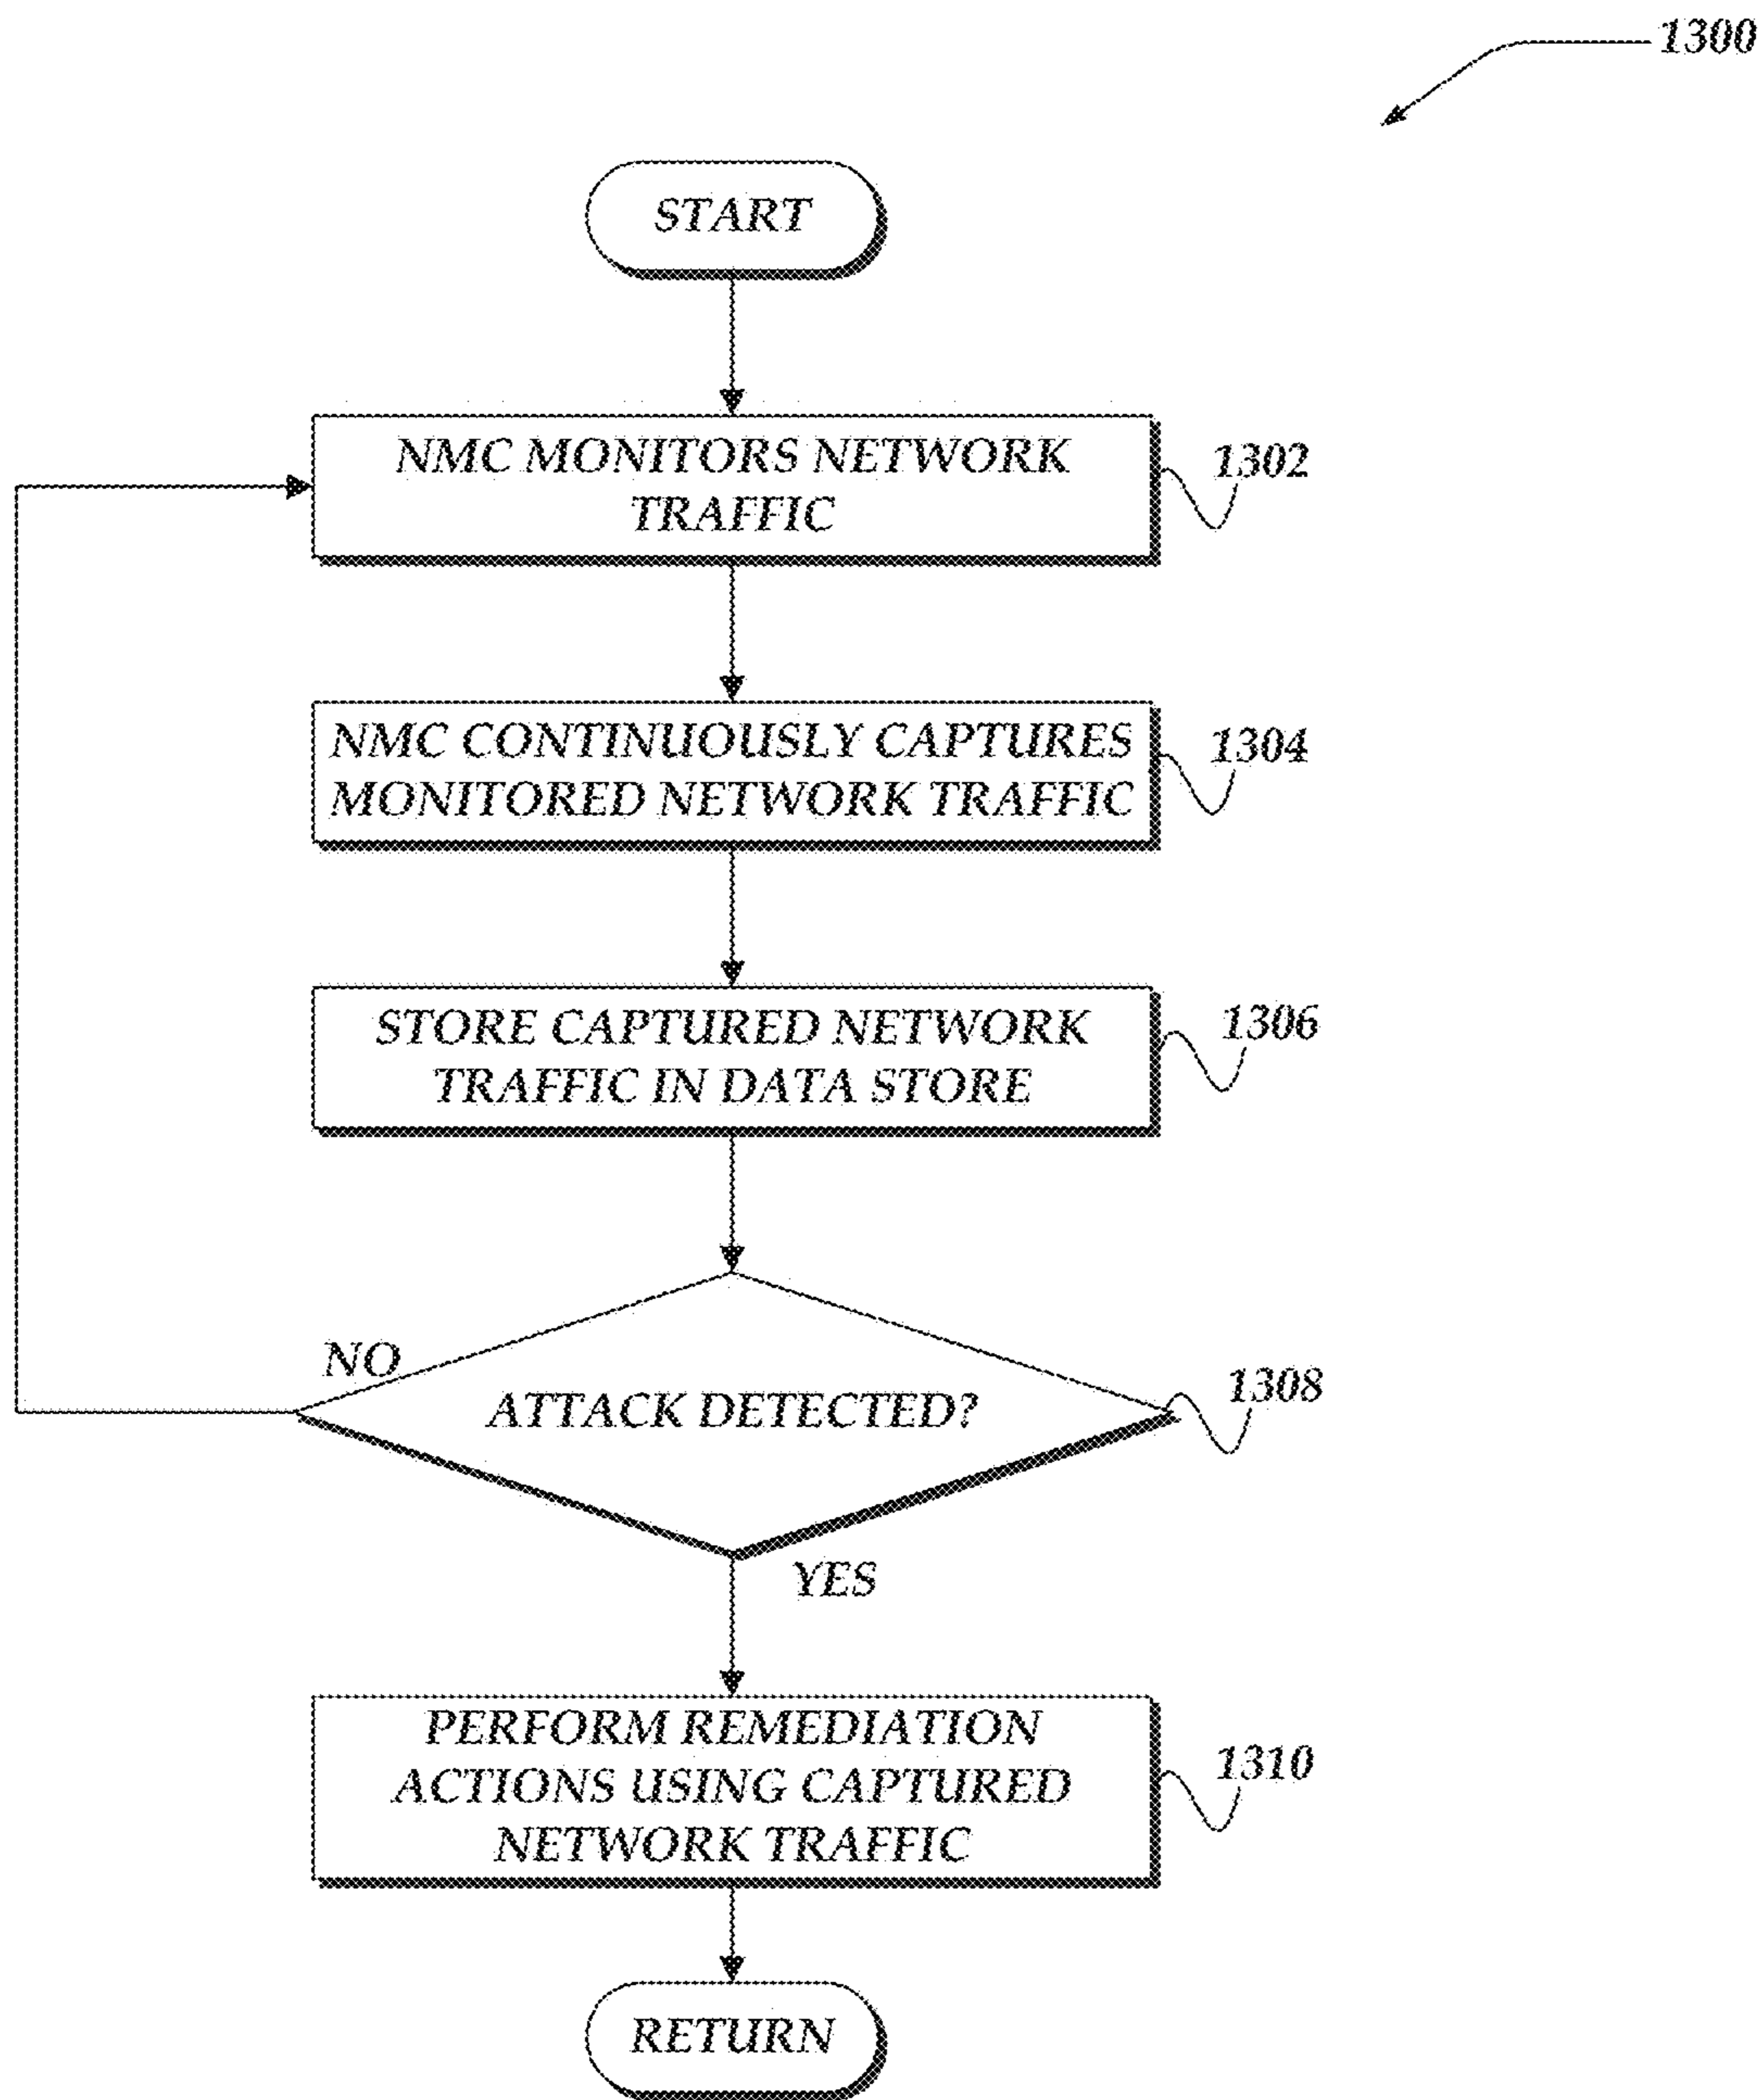 1300
START
NMC MONITORS NETWORK
TRAFFIC
1302
NMC CONTINUOUSLY CAPTURES
MONITORED NETWORK TRAFFIC
1304
STORE CAPTURED NETWORK
TRAFFIC IN DATA STORE
1306
NO
ATTACK DETECTED?
1308
YES
PERFORM REMEDIATION
ACTIONS USING CAPTURED
NETWORK TRAFFIC
1310
RETURN